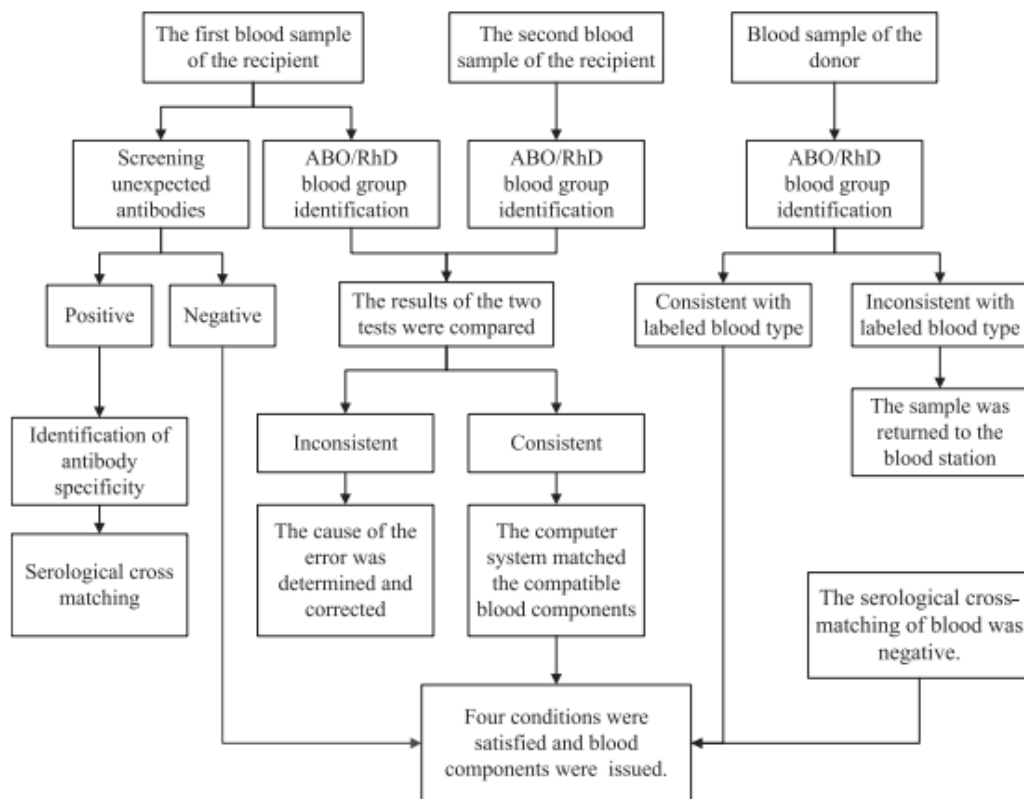 The first blood sample
of the recipient
The second blood
sample of the recipient
Blood sample of the
donor
Screening
unexpected
antibodies
ABO/RhD
blood group
identification
ABO/RhD
blood group
identification
ABO/RhD
blood group
identification
Positive
Negative
The results of the two
tests were compared
Consistent with
labeled blood type
Inconsistent with
labeled blood type
Identification of
antibody
specificity
Inconsistent
Consistent
The sample was
returned to the
blood station
Serological cross
matching
The cause of the
error was
determined and
corrected
The computer
system matched
the compatible
blood components
The serological cross–
matching of blood was
negative.
Four conditions were
satisfied and blood
components were issued.